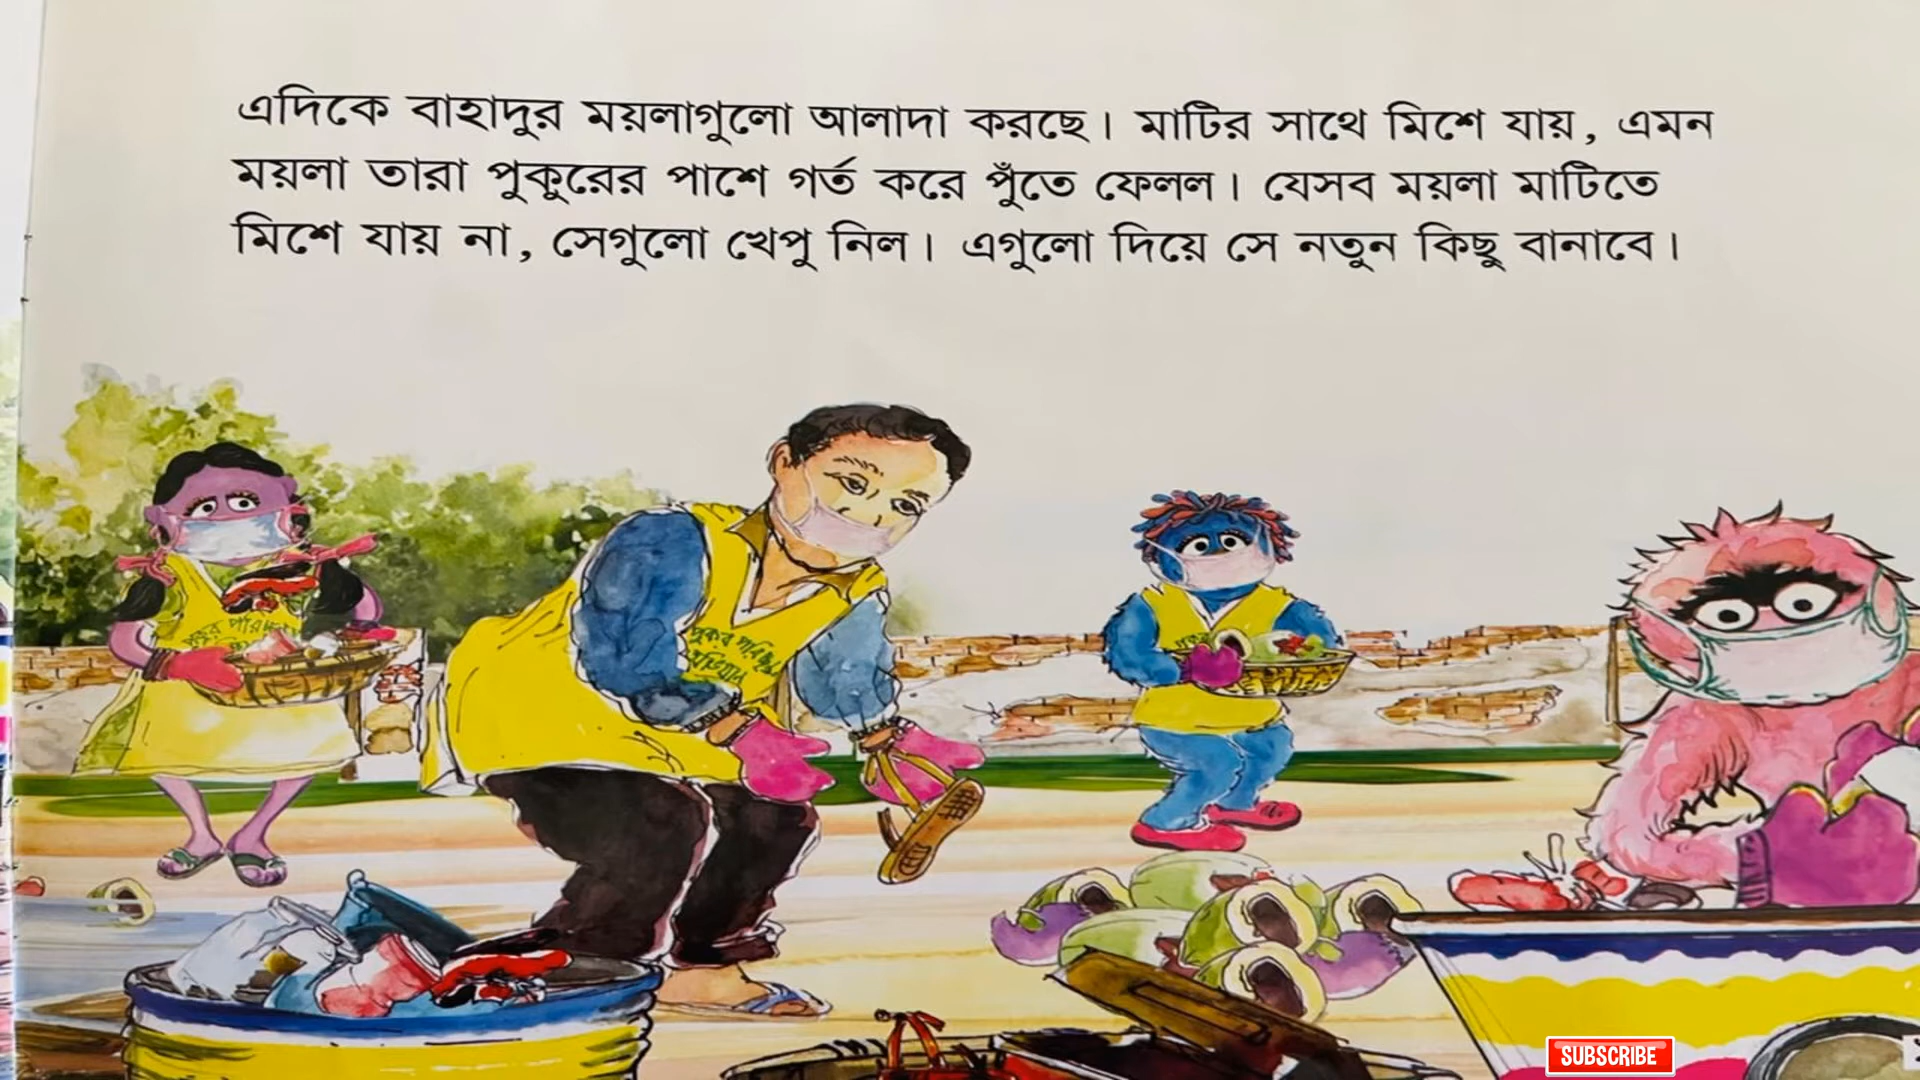 এদিকে বাহাদুর ময়লাগুলো আলাদা করছে। মাটির সাথে মিশে যায়, এমন
ময়লা তারা পুকুরের পাশে গর্ত করে পুঁতে ফেলল। যেসব ময়লা মাটিতে
মিশে যায় না, সেগুলো খেপু নিল। এগুলো দিয়ে সে নতুন কিছু বানাবে।
পুকুর
SUBSCRIBE